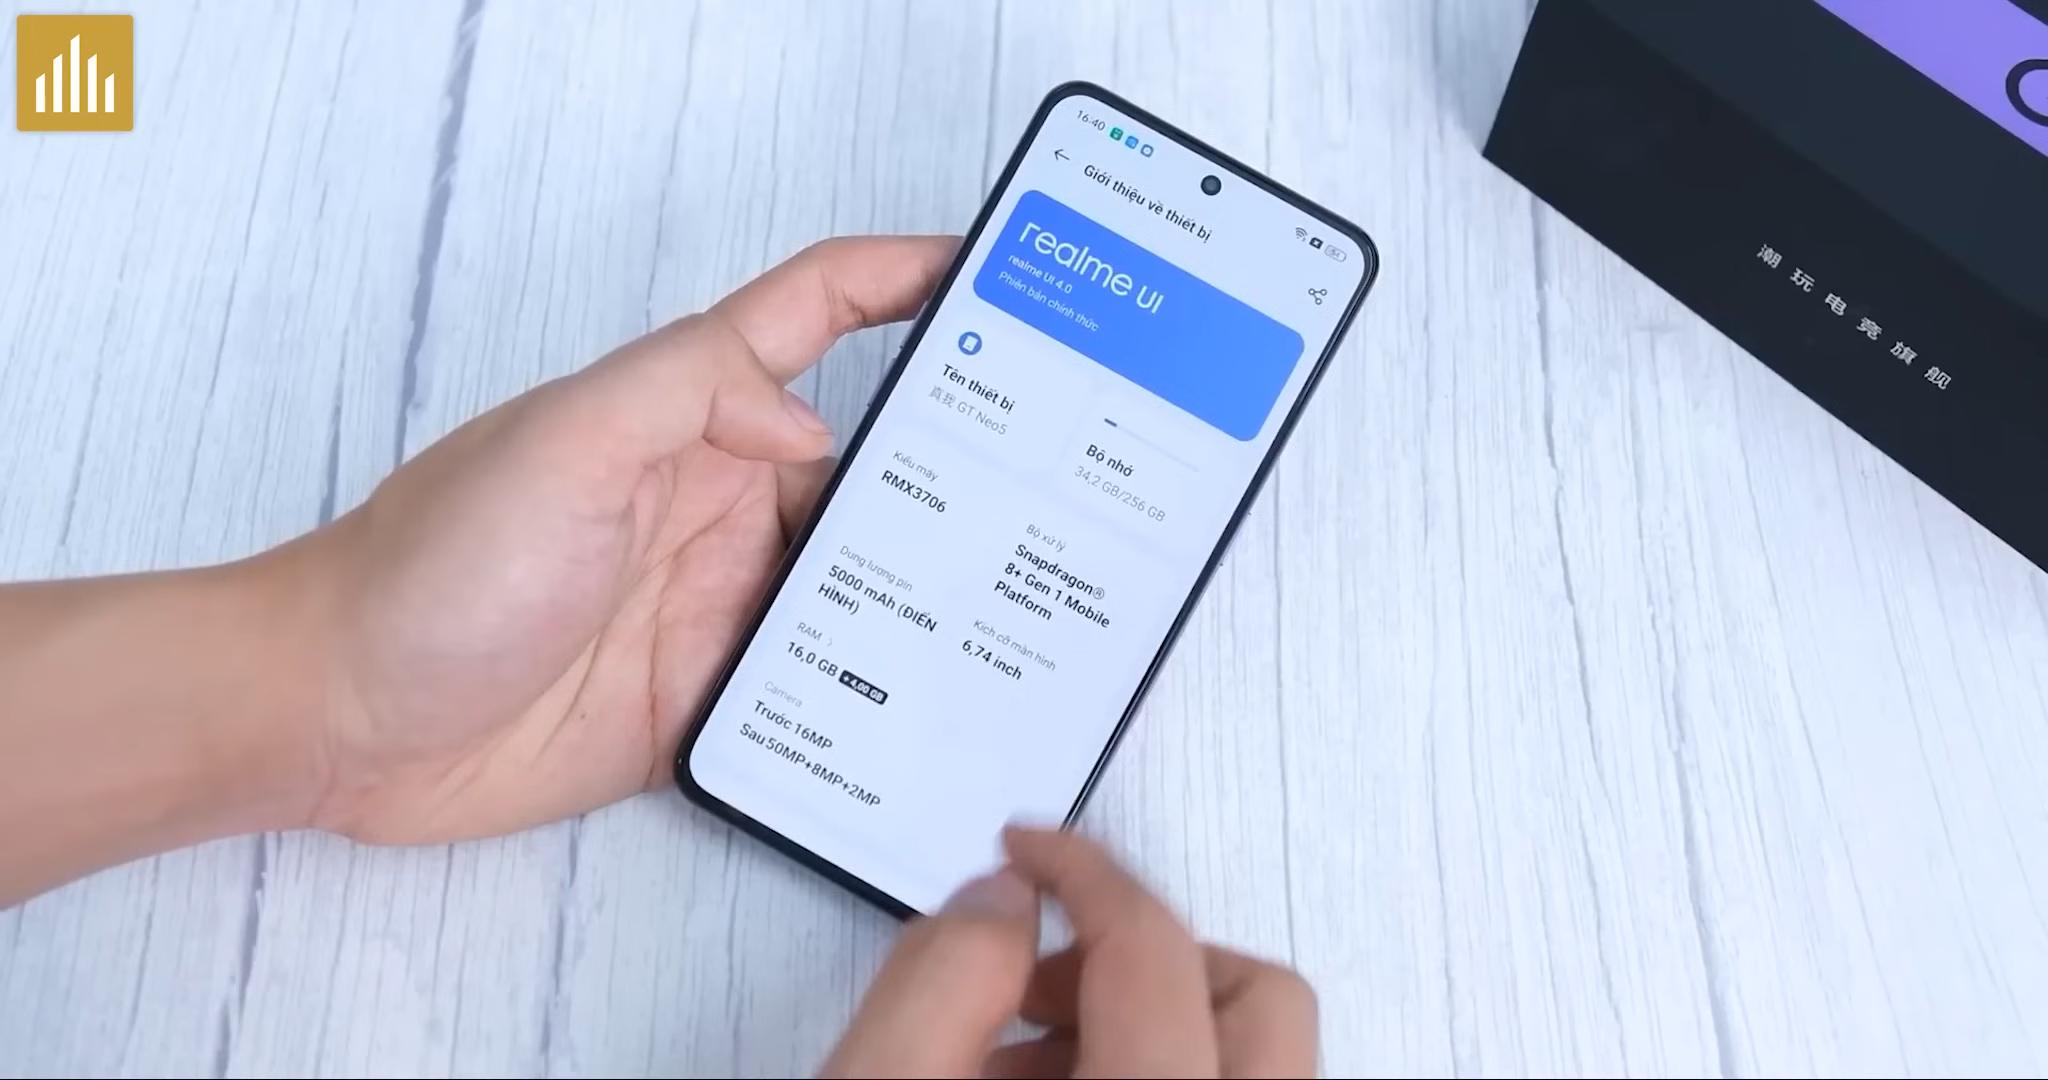 16:40
Giới thiệu về thiết bị
realme UI
realme UI 4.0
Phiên bản chính thức
Tên thiết bị
真我 GT Neo5
Bộ nhớ
34,2 GB/256 GB
Kiểu máy
RMX3706
Bộ xử lý
Snapdragon®
8+ Gen 1 Mobile
Platform
Dung lượng pin
5000 mAh (ĐIỂN
HÌNH)
Kích cỡ màn hình
6,74 inch
RAM
16,0 GB + 4,00 GB
Camera
Trước 16MP
Sau 50MP+8MP+2MP
潮玩电竞旗舰